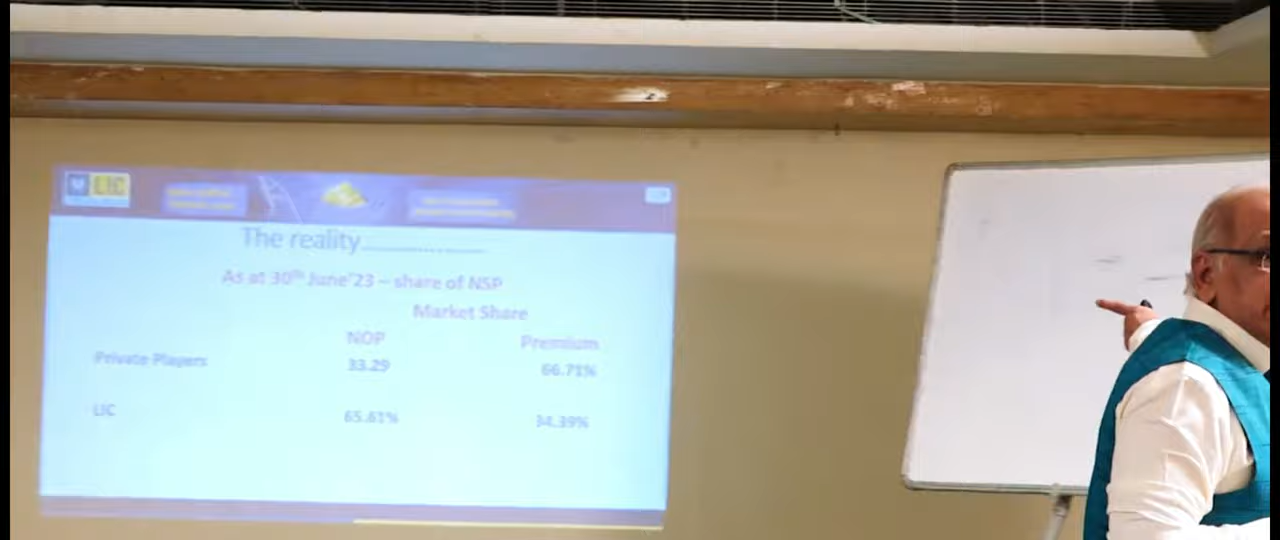 LIC
The reality................
As at 30th June'23 – share of NSP
Market Share
NOP Premium
Private Players 33.29 66.71%
LIC 65.61% 34.39%